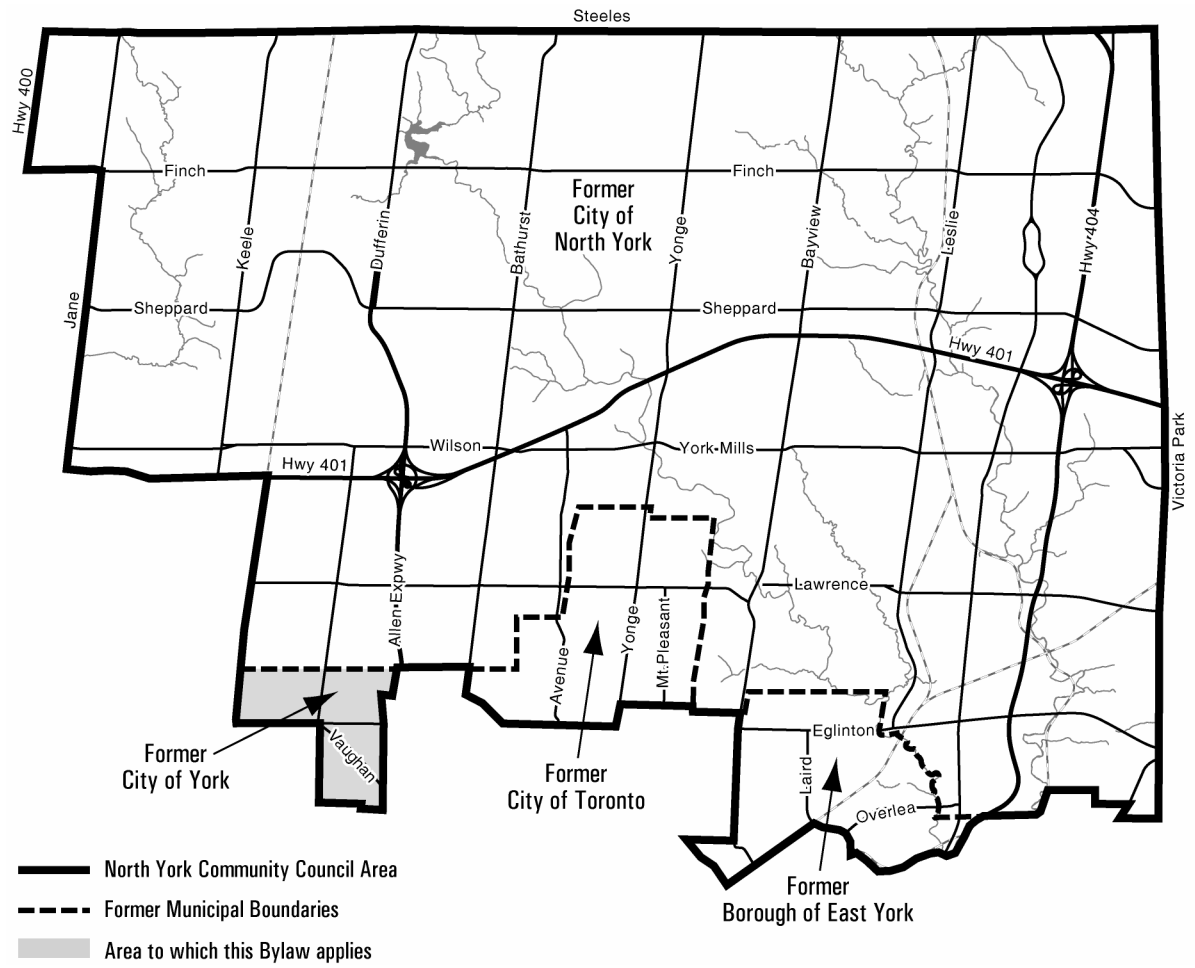 Steeles
Hwy 400
Finch
Finch
Former
City of
North York
Keele
Dufferin
Bathurst
Yonge
Bayview
Leslie
Hwy 404
Jane
Sheppard
Sheppard
Hwy 401
Wilson
York Mills
Hwy 401
Victoria Park
Allen Expwy
Lawrence
Avenue
Yonge
Mt. Pleasant
Vaughan
Eglinton
Laird
Overlea
Former
City of York
Former
City of Toronto
Former
Borough of East York
North York Community Council Area
Former Municipal Boundaries
Area to which this Bylaw applies